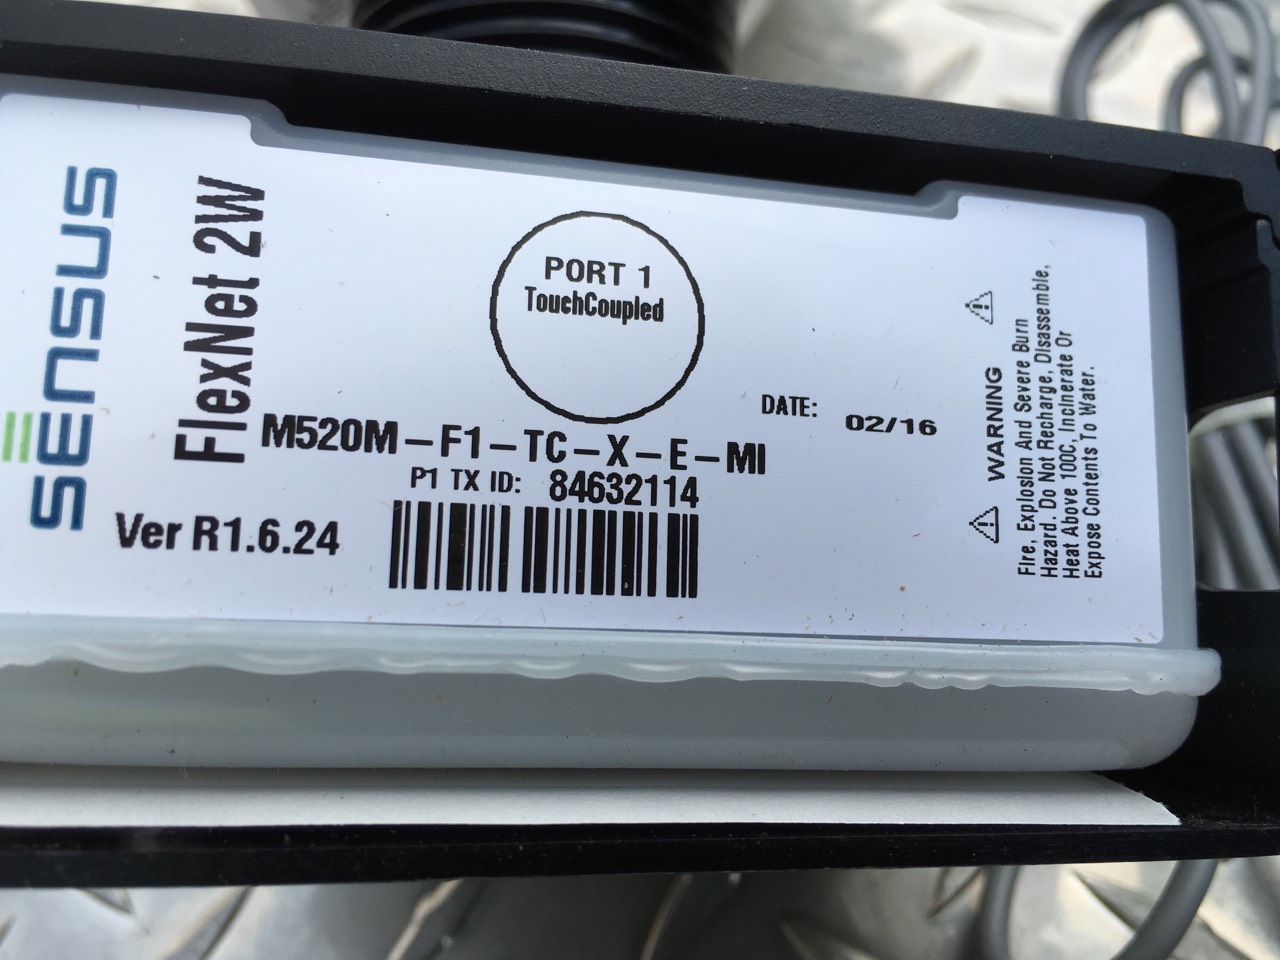 SENSUS
FlexNet 2W
PORT 1
TouchCoupled
DATE: 02/16
M520M-F1-TC-X-E-MI
P1 TX ID: 84632114
Ver R1.6.24
WARNING
Fire, Explosion And Severe Burn
Hazard. Do Not Recharge, Disassemble,
Heat Above 100C, Incinerate Or
Expose Contents To Water.